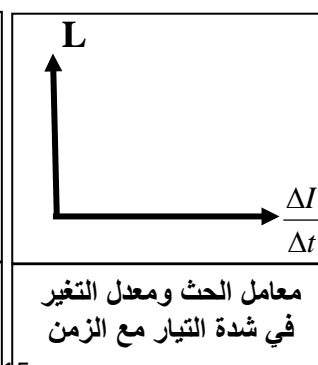 L
ΔI
Δt
معامل الحث ومعدل التغير
في شدة التيار مع الزمن